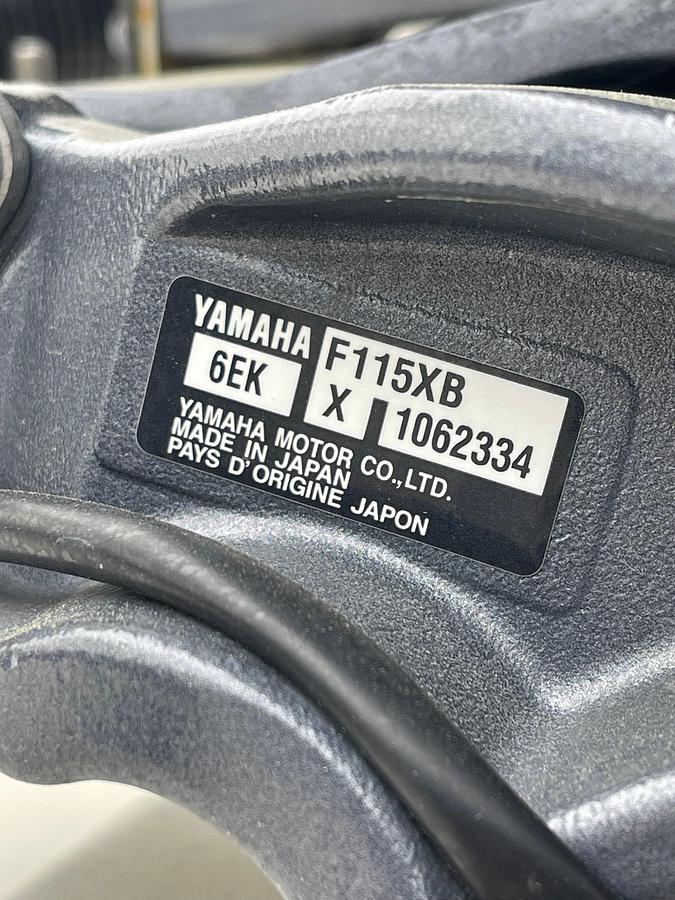 YAMAHA F115XB
6EK X 1062334
YAMAHA MOTOR CO.,LTD.
MADE IN JAPAN
PAYS D'ORIGINE JAPON